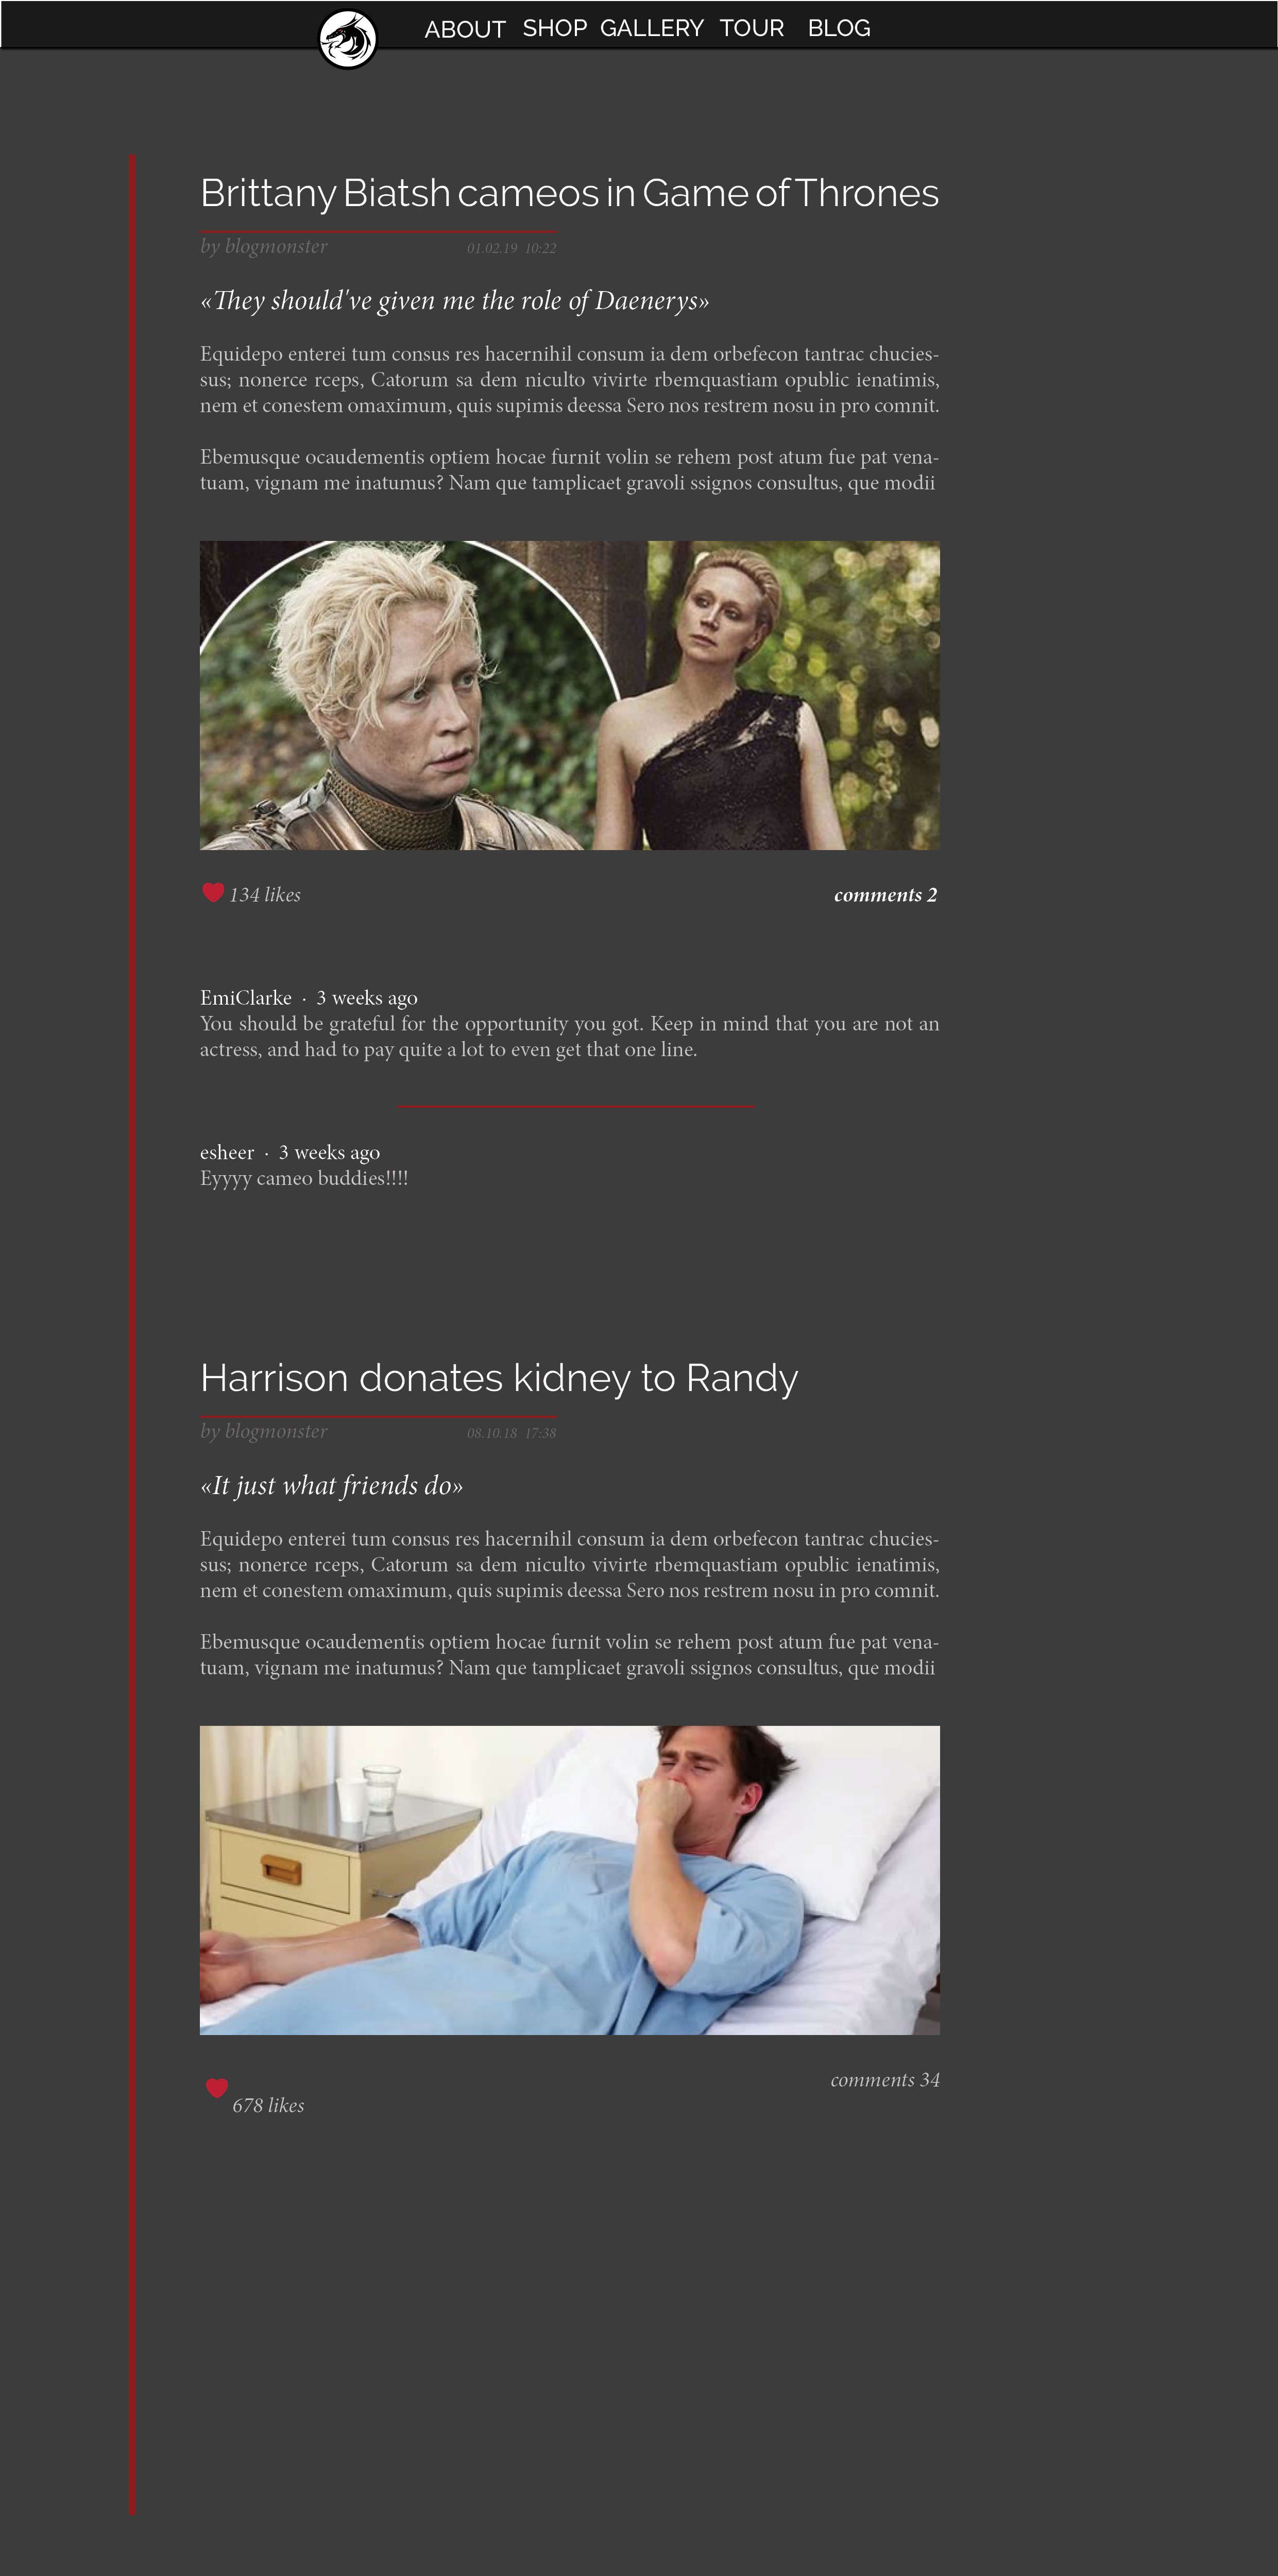 ABOUT SHOP GALLERY TOUR BLOG
Brittany Biatsh cameos in Game of Thrones
by blogmonster 01.02.19 10:22
«They should've given me the role of Daenerys»
Equidepo enterei tum consus res hacernihil consum ia dem orbefecon tantrac chucies-
sus; nonerce rceps, Catorum sa dem niculto vivirte rbemquastiam opublic ienatimis,
nem et conestem omaximum, quis supimis deessa Sero nos restrem nosu in pro comnit.
Ebemusque ocaudementis optiem hocae furnit volin se rehem post atum fue pat vena-
tuam, vignam me inatumus? Nam que tamplicaet gravoli ssignos consultus, que modii
134 likes comments 2
EmiClarke · 3 weeks ago
You should be grateful for the opportunity you got. Keep in mind that you are not an
actress, and had to pay quite a lot to even get that one line.
esheer · 3 weeks ago
Eyyyy cameo buddies!!!!
Harrison donates kidney to Randy
by blogmonster 08.10.18 17:38
«It just what friends do»
Equidepo enterei tum consus res hacernihil consum ia dem orbefecon tantrac chucies-
sus; nonerce rceps, Catorum sa dem niculto vivirte rbemquastiam opublic ienatimis,
nem et conestem omaximum, quis supimis deessa Sero nos restrem nosu in pro comnit.
Ebemusque ocaudementis optiem hocae furnit volin se rehem post atum fue pat vena-
tuam, vignam me inatumus? Nam que tamplicaet gravoli ssignos consultus, que modii
comments 34
678 likes